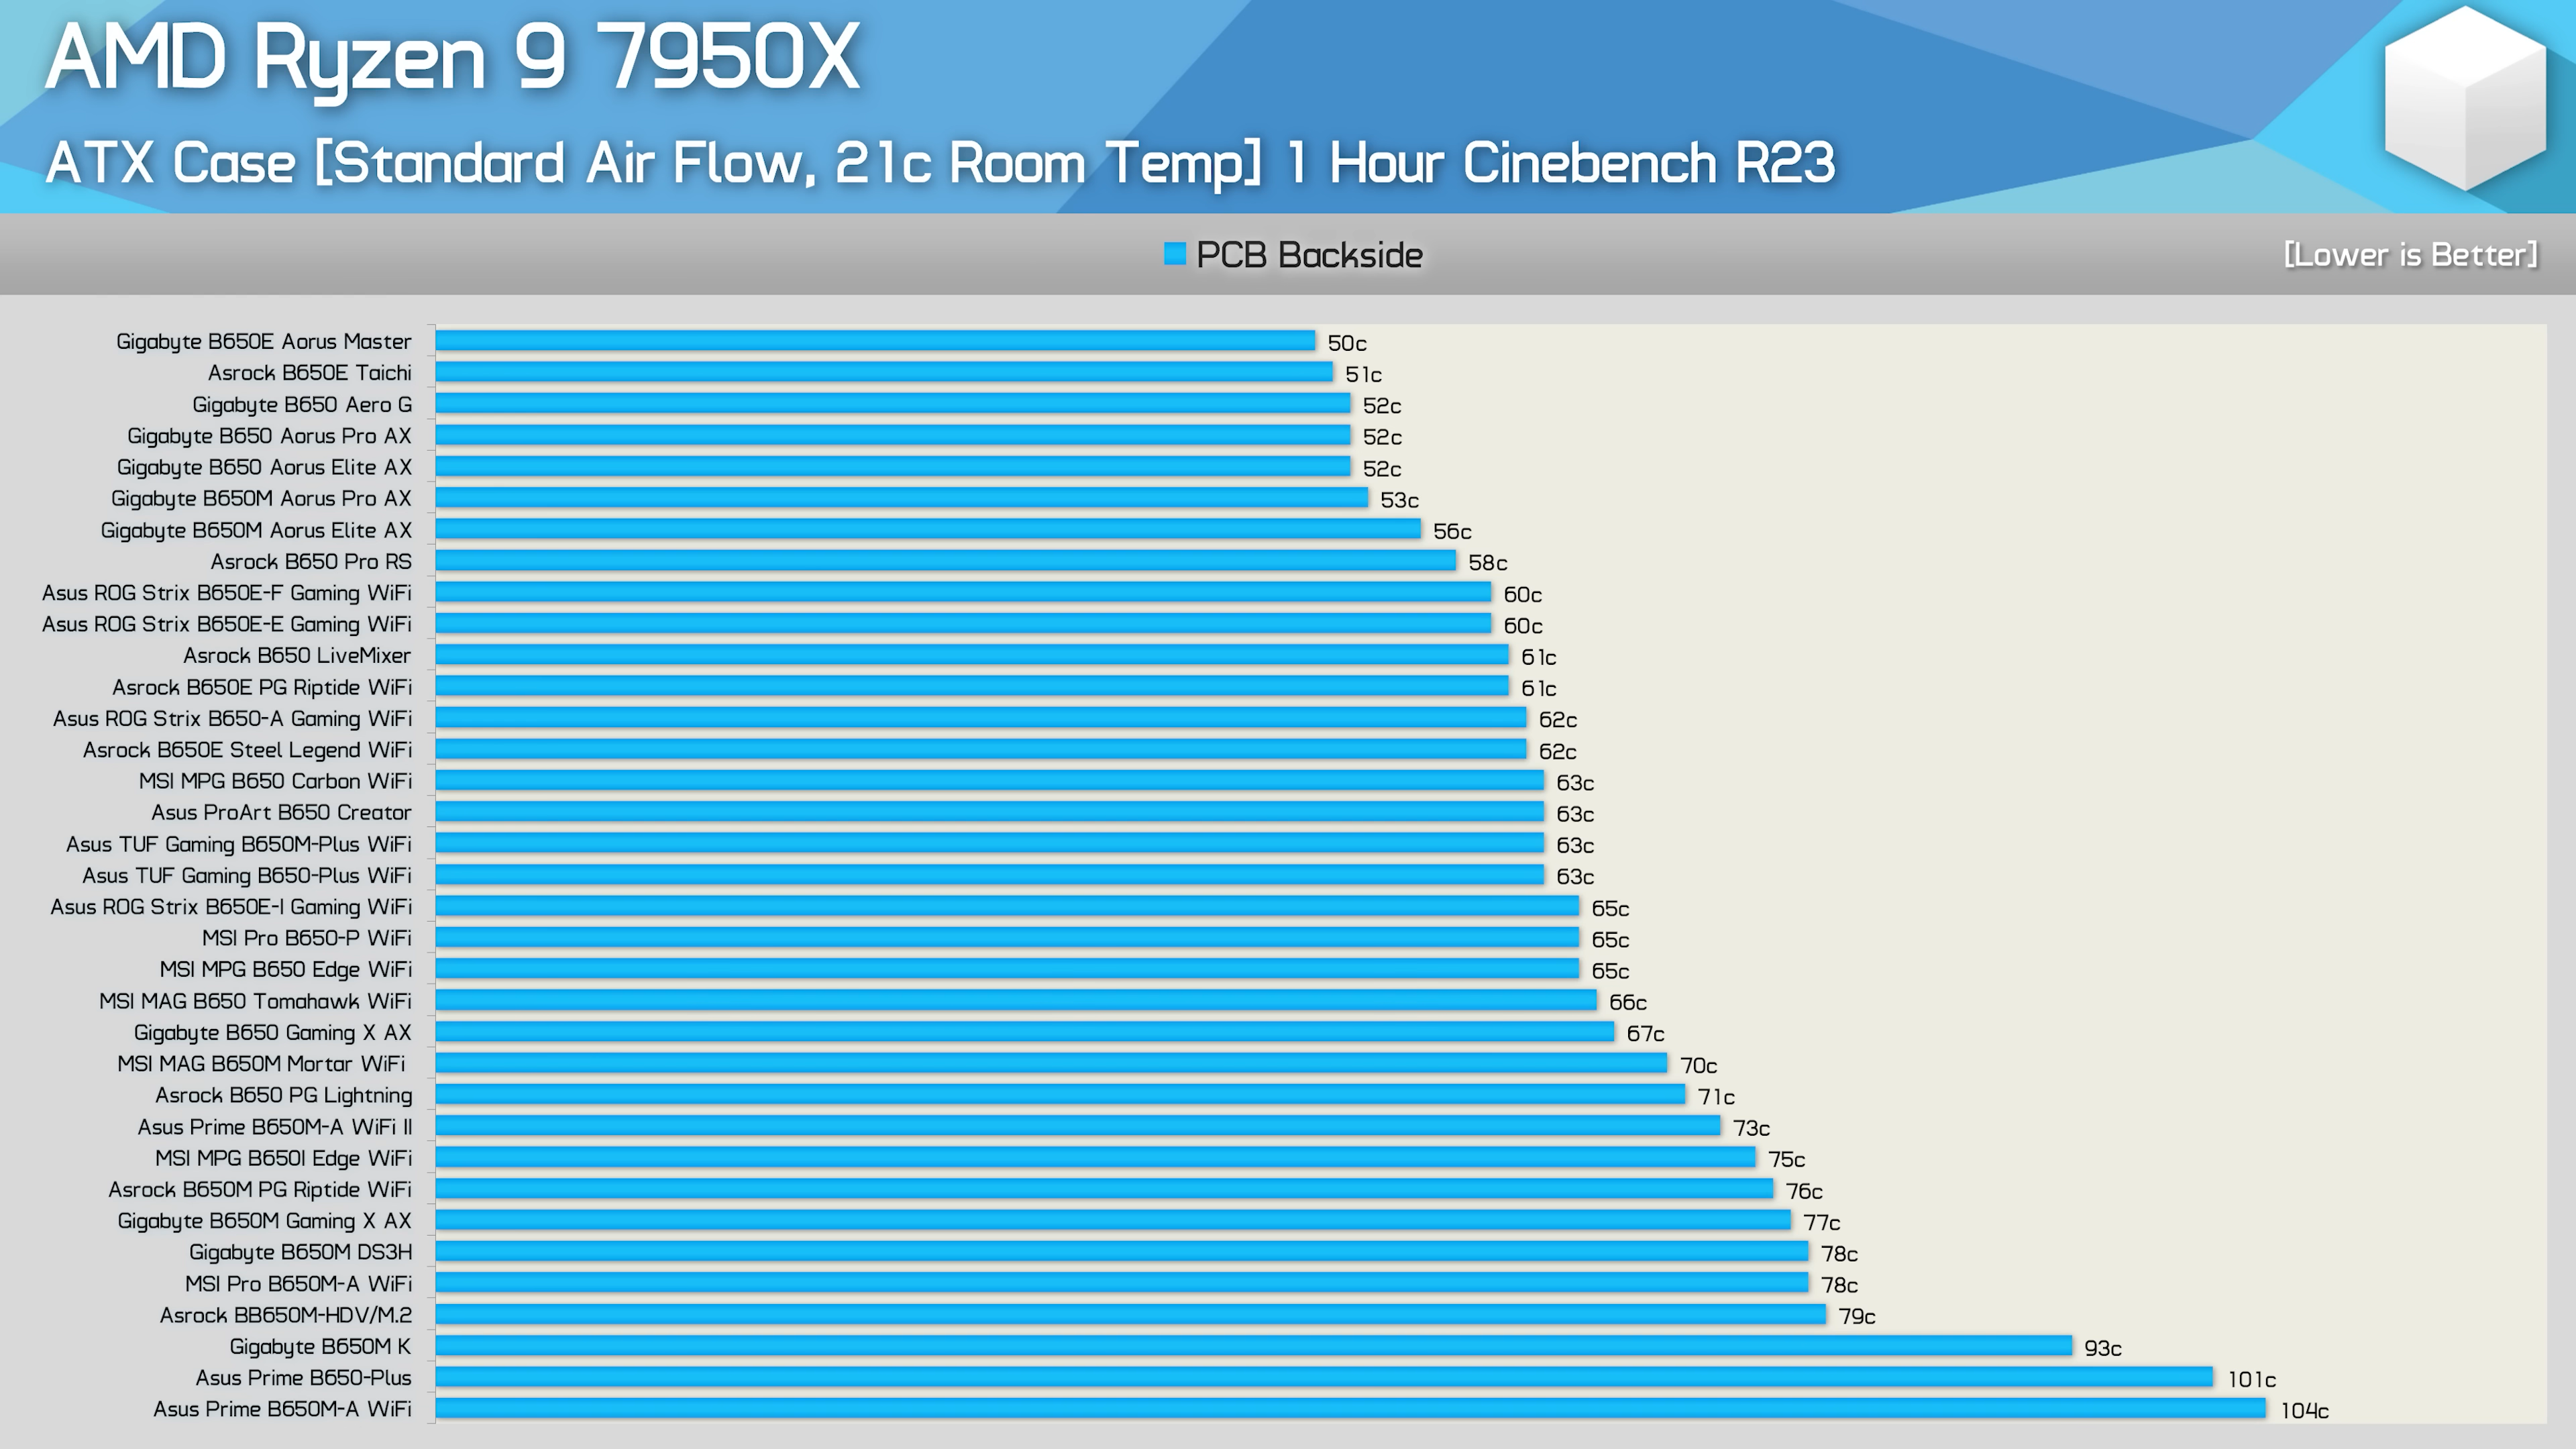 AMD Ryzen 9 7950X
ATX Case [Standard Air Flow, 21c Room Temp] 1 Hour Cinebench R23
PCB Backside
[Lower is Better]
Gigabyte B650E Aorus Master 50c
Asrock B650E Taichi 51c
Gigabyte B650 Aero G 52c
Gigabyte B650 Aorus Pro AX 52c
Gigabyte B650 Aorus Elite AX 52c
Gigabyte B650M Aorus Pro AX 53c
Gigabyte B650M Aorus Elite AX 56c
Asrock B650 Pro RS 58c
Asus ROG Strix B650E-F Gaming WiFi 60c
Asus ROG Strix B650E-E Gaming WiFi 60c
Asrock B650 LiveMixer 61c
Asrock B650E PG Riptide WiFi 61c
Asus ROG Strix B650-A Gaming WiFi 62c
Asrock B650E Steel Legend WiFi 62c
MSI MPG B650 Carbon WiFi 63c
Asus ProArt B650 Creator 63c
Asus TUF Gaming B650M-Plus WiFi 63c
Asus TUF Gaming B650-Plus WiFi 63c
Asus ROG Strix B650E-I Gaming WiFi 65c
MSI Pro B650-P WiFi 65c
MSI MPG B650 Edge WiFi 65c
MSI MAG B650 Tomahawk WiFi 66c
Gigabyte B650 Gaming X AX 67c
MSI MAG B650M Mortar WiFi 70c
Asrock B650 PG Lightning 71c
Asus Prime B650M-A WiFi II 73c
MSI MPG B650I Edge WiFi 75c
Asrock B650M PG Riptide WiFi 76c
Gigabyte B650M Gaming X AX 77c
Gigabyte B650M DS3H 78c
MSI Pro B650M-A WiFi 78c
Asrock BB650M-HDV/M.2 79c
Gigabyte B650M K 93c
Asus Prime B650-Plus 101c
Asus Prime B650M-A WiFi 104c